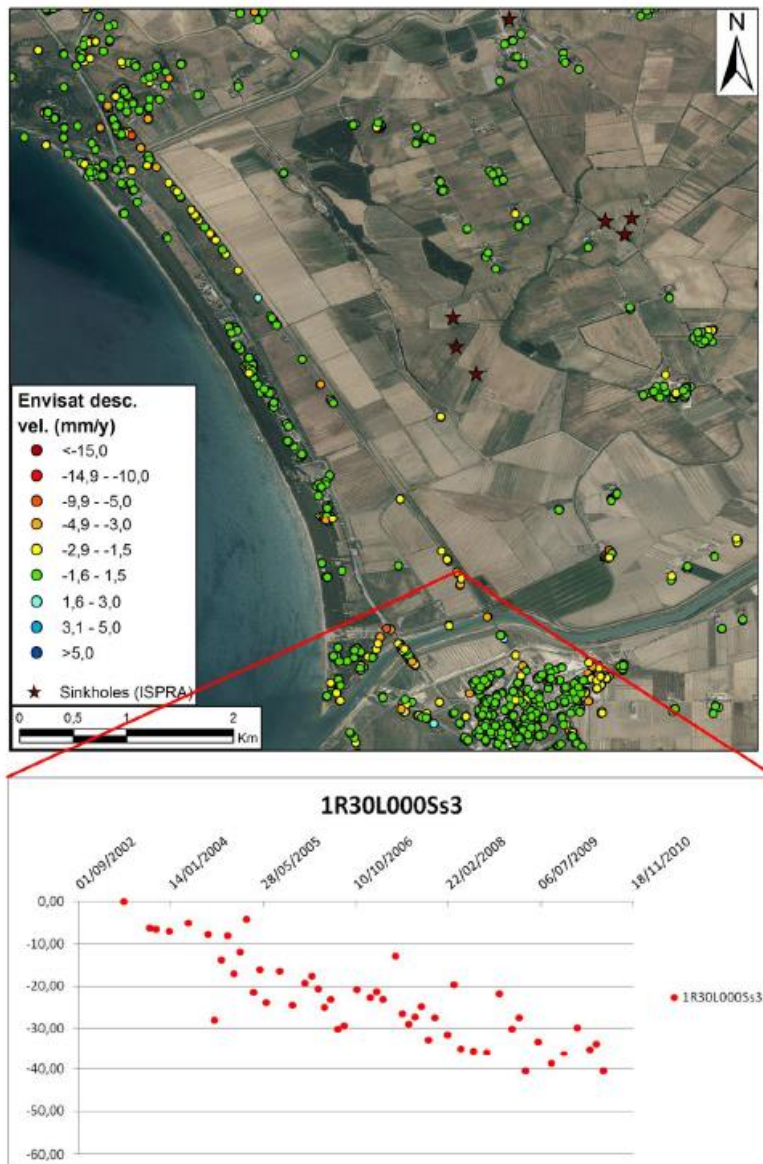 N
Envisat desc.
vel. (mm/y)
<-15,0
-14,9 - -10,0
-9,9 - -5,0
-4,9 - -3,0
-2,9 - -1,5
-1,6 - 1,5
1,6 - 3,0
3,1 - 5,0
>5,0
Sinkholes (ISPRA)
0 0,5 1 2
Km
1R30L000Ss3
01/09/2002 14/01/2004 28/05/2005 10/10/2006 22/02/2008 06/07/2009 18/11/2010
0,00
-10,00
-20,00
-30,00
1R30L000Ss3
-40,00
-50,00
-60,00